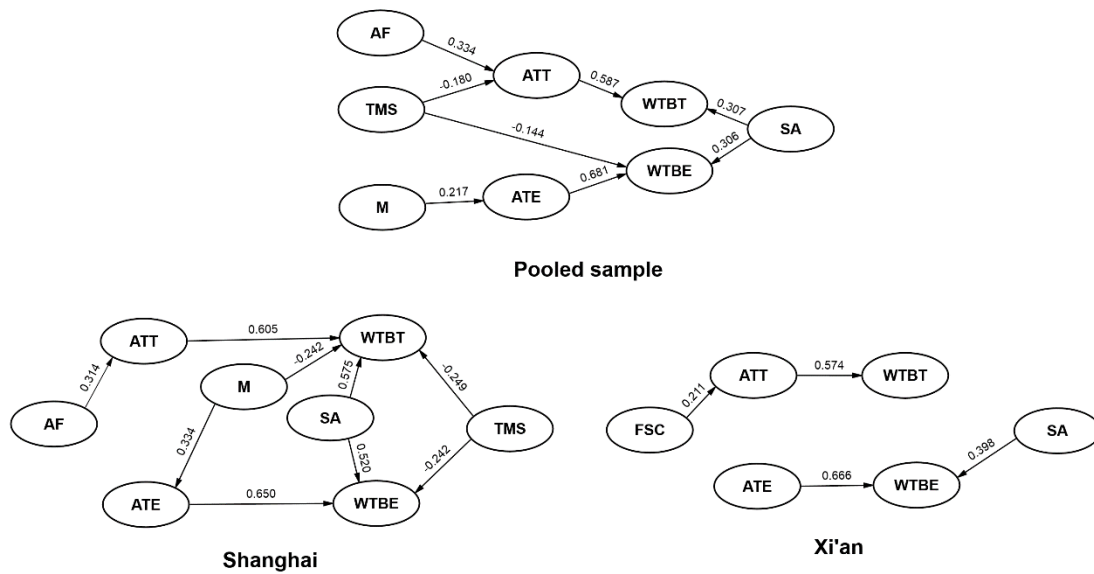 AF
0.334
ATT
-0.180
0.587
TMS
WTBT
0.307
SA
-0.144
0.306
WTBE
0.681
M
0.217
ATE
Pooled sample
ATT
0.605
WTBT
-0.242
0.314
M
0.575
-0.249
AF
SA
TMS
0.334
0.520
-0.242
ATE
0.650
WTBE
Shanghai
ATT
0.574
WTBT
0.211
FSC
SA
0.398
ATE
0.666
WTBE
Xi'an